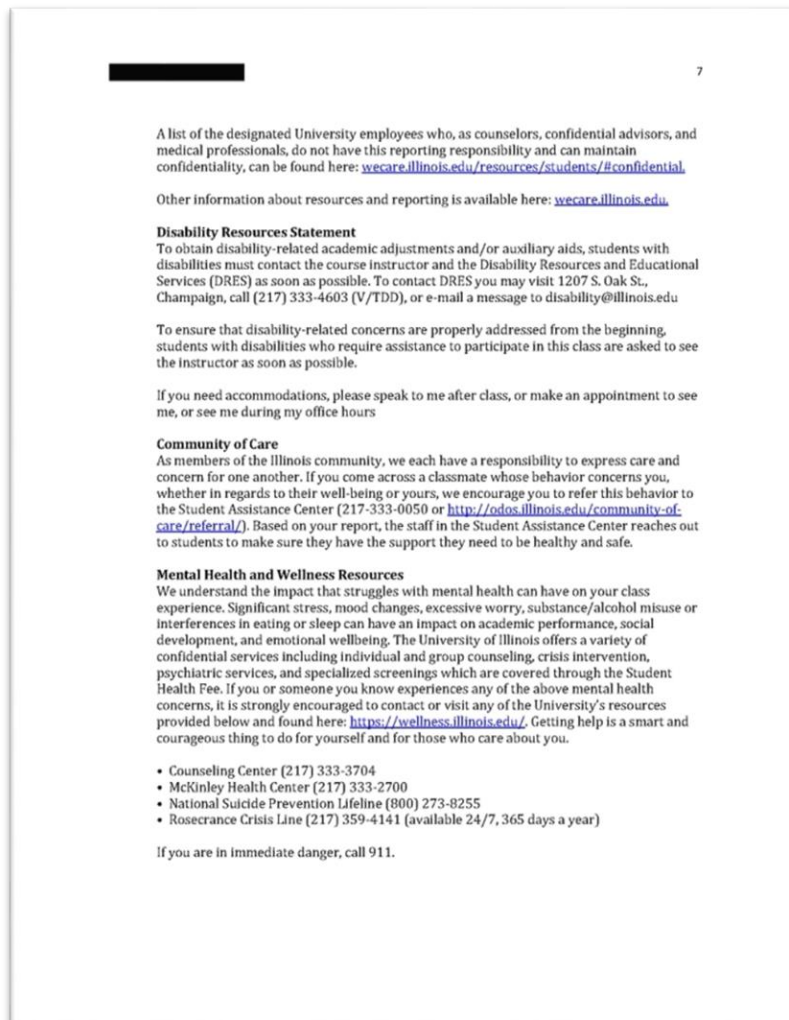 7
A list of the designated University employees who, as counselors, confidential advisors, and
medical professionals, do not have this reporting responsibility and can maintain
confidentiality, can be found here: wecare.illinois.edu/resources/students/#confidential.
Other information about resources and reporting is available here: wecare.illinois.edu.
Disability Resources Statement
To obtain disability-related academic adjustments and/or auxiliary aids, students with
disabilities must contact the course instructor and the Disability Resources and Educational
Services (DRES) as soon as possible. To contact DRES you may visit 1207 S. Oak St.,
Champaign, call (217) 333-4603 (V/TDD), or e-mail a message to disability@illinois.edu
To ensure that disability-related concerns are properly addressed from the beginning,
students with disabilities who require assistance to participate in this class are asked to see
the instructor as soon as possible.
If you need accommodations, please speak to me after class, or make an appointment to see
me, or see me during my office hours
Community of Care
As members of the Illinois community, we each have a responsibility to express care and
concern for one another. If you come across a classmate whose behavior concerns you,
whether in regards to their well-being or yours, we encourage you to refer this behavior to
the Student Assistance Center (217-333-0050 or http://odos.illinois.edu/community-of-
care/referral/). Based on your report, the staff in the Student Assistance Center reaches out
to students to make sure they have the support they need to be healthy and safe.
Mental Health and Wellness Resources
We understand the impact that struggles with mental health can have on your class
experience. Significant stress, mood changes, excessive worry, substance/alcohol misuse or
interferences in eating or sleep can have an impact on academic performance, social
development, and emotional wellbeing. The University of Illinois offers a variety of
confidential services including individual and group counseling, crisis intervention,
psychiatric services, and specialized screenings which are covered through the Student
Health Fee. If you or someone you know experiences any of the above mental health
concerns, it is strongly encouraged to contact or visit any of the University's resources
provided below and found here: https://wellness.illinois.edu/. Getting help is a smart and
courageous thing to do for yourself and for those who care about you.
• Counseling Center (217) 333-3704
• McKinley Health Center (217) 333-2700
• National Suicide Prevention Lifeline (800) 273-8255
• Rosecrance Crisis Line (217) 359-4141 (available 24/7, 365 days a year)
If you are in immediate danger, call 911.